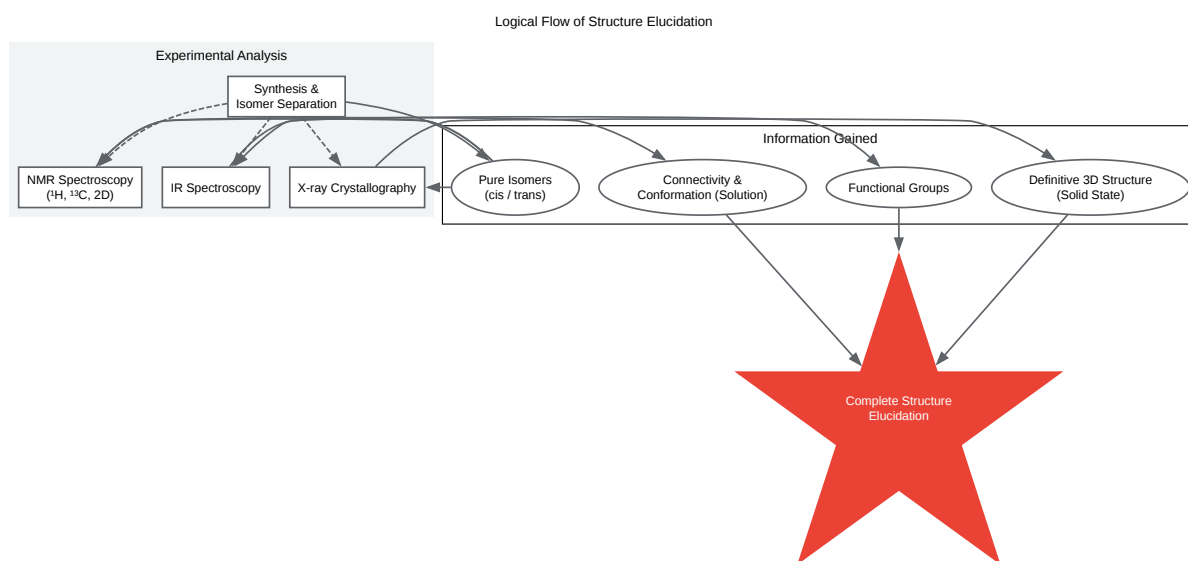 Logical Flow of Structure Elucidation
Experimental Analysis
Synthesis &
Isomer Separation
Information Gained
NMR Spectroscopy
(¹H, ¹³C, 2D)
IR Spectroscopy
X-ray Crystallography
Pure Isomers
(cis / trans)
Connectivity &
Conformation (Solution)
Functional Groups
Definitive 3D Structure
(Solid State)
Complete Structure
Elucidation